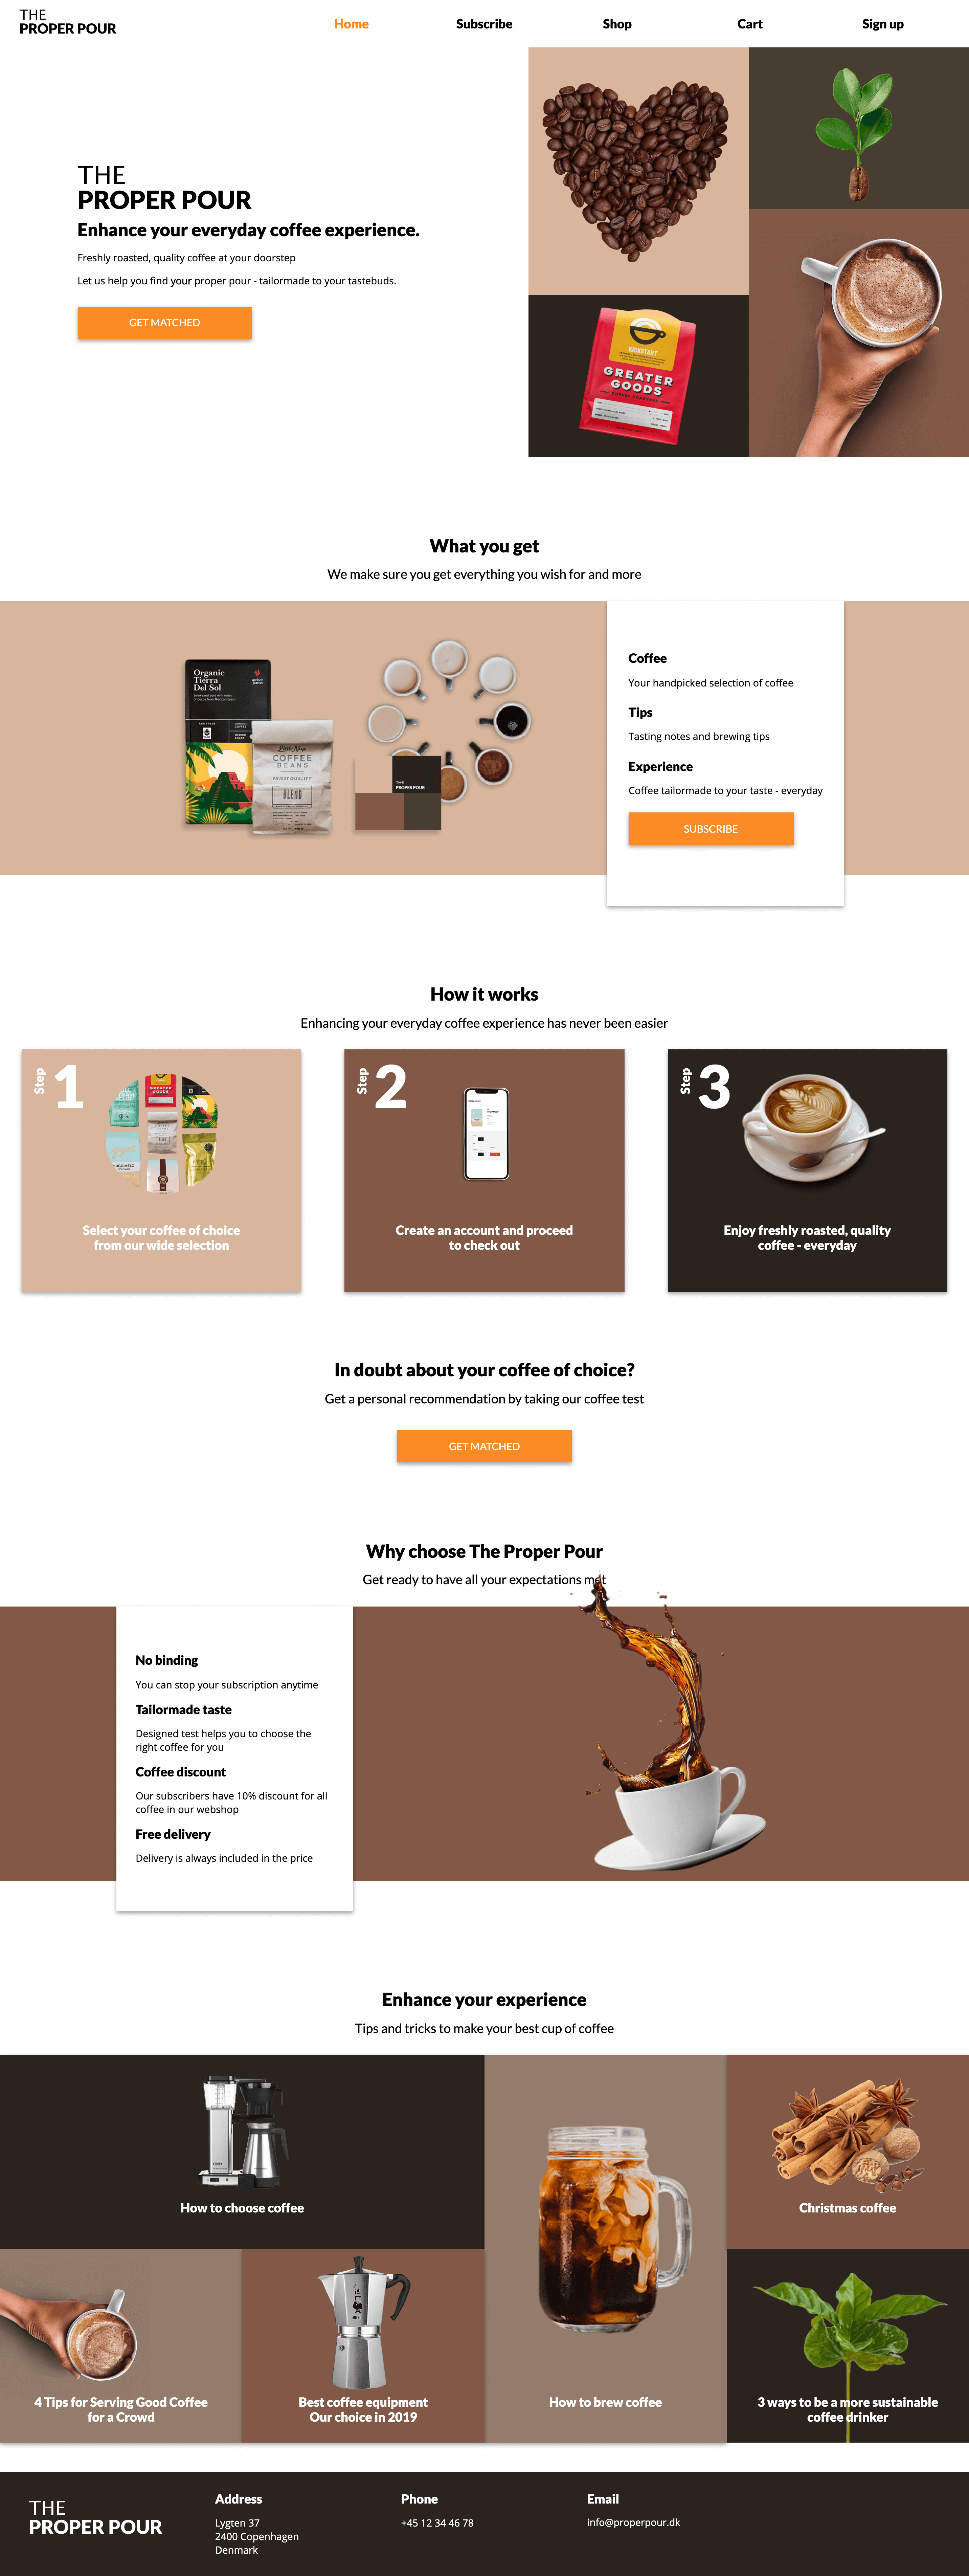 THE
PROPER POUR
Home
Subscribe
Shop
Cart
Sign up
THE
PROPER POUR
Enhance your everyday coffee experience.
Freshly roasted, quality coffee at your doorstep
Let us help you find your proper pour - tailormade to your tastebuds.
GET MATCHED
KICKSTART
GREATER
GOODS
COFFEE ROASTERS
What you get
We make sure you get everything you wish for and more
Organic
Tierra
Del Sol
Little Nap
COFFEE
BEANS
FINEST QUALITY
BLEND
THE
PROPER POUR
Coffee
Your handpicked selection of coffee
Tips
Tasting notes and brewing tips
Experience
Coffee tailormade to your taste - everyday
SUBSCRIBE
How it works
Enhancing your everyday coffee experience has never been easier
Step 1
GREATER
GOODS
Select your coffee of choice
from our wide selection
Step 2
Create an account and proceed
to check out
Step 3
Enjoy freshly roasted, quality
coffee - everyday
In doubt about your coffee of choice?
Get a personal recommendation by taking our coffee test
GET MATCHED
Why choose The Proper Pour
Get ready to have all your expectations met
No binding
You can stop your subscription anytime
Tailormade taste
Designed test helps you to choose the
right coffee for you
Coffee discount
Our subscribers have 10% discount for all
coffee in our webshop
Free delivery
Delivery is always included in the price
Enhance your experience
Tips and tricks to make your best cup of coffee
How to choose coffee
Christmas coffee
4 Tips for Serving Good Coffee
for a Crowd
Best coffee equipment
Our choice in 2019
How to brew coffee
3 ways to be a more sustainable
coffee drinker
THE
PROPER POUR
Address
Lygten 37
2400 Copenhagen
Denmark
Phone
+45 12 34 46 78
Email
info@properpour.dk